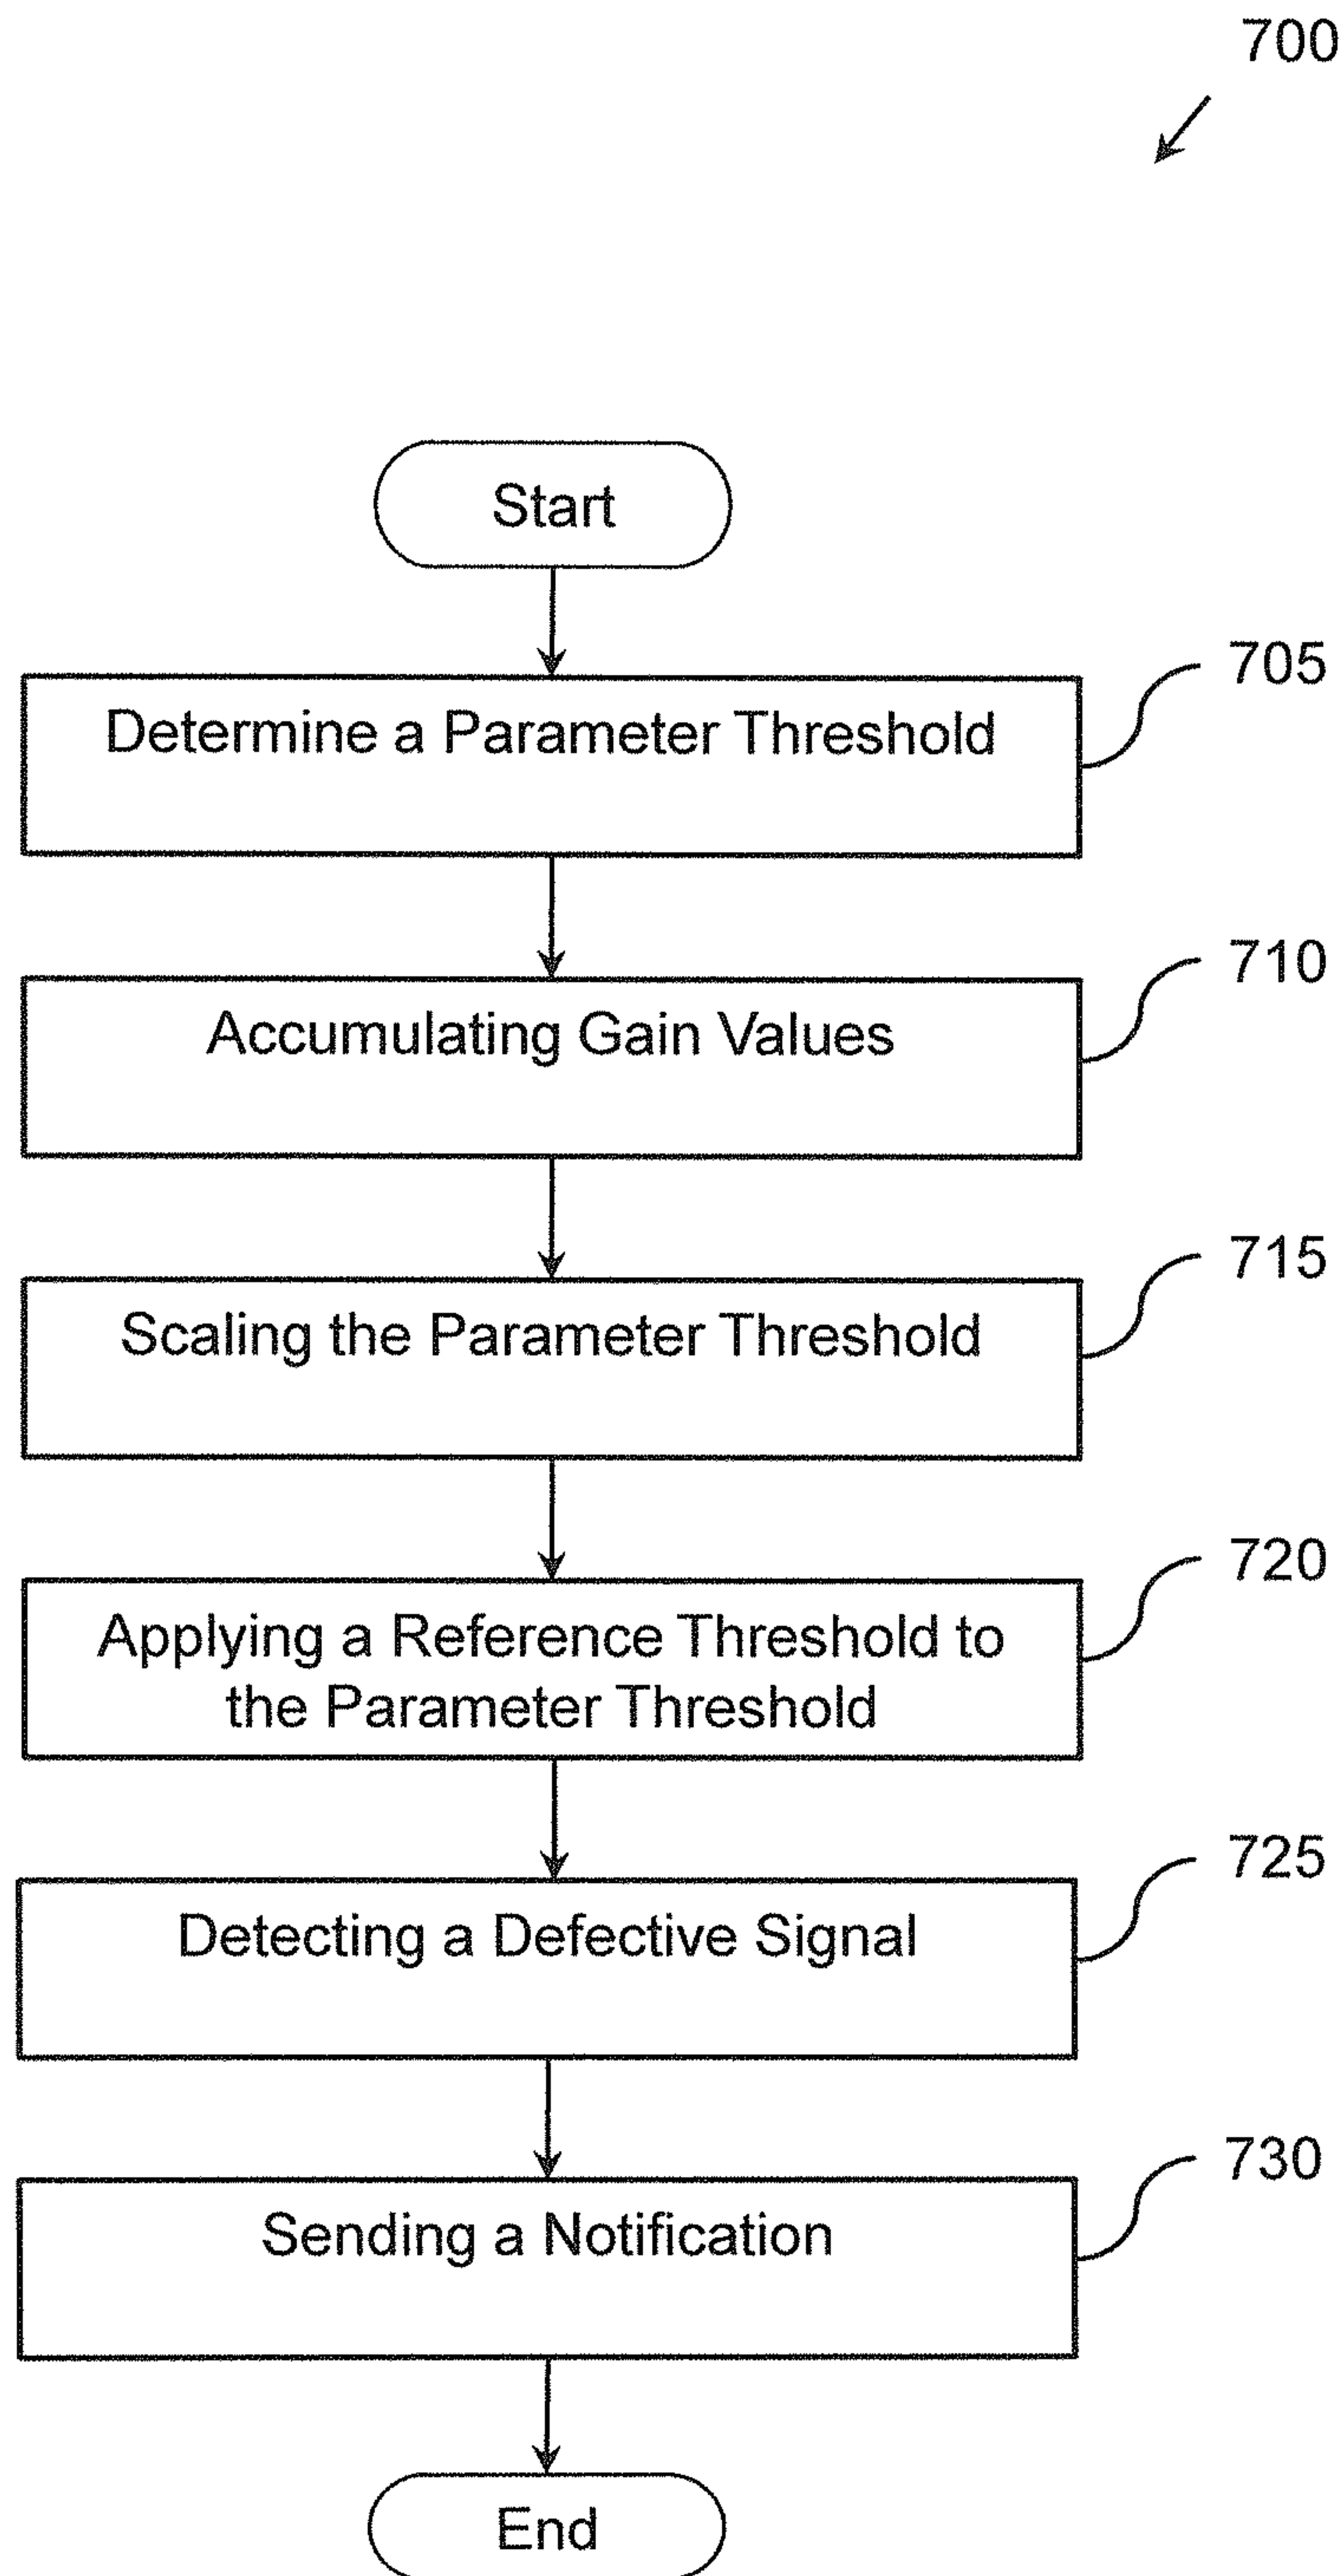 700
Start
Determine a Parameter Threshold
705
Accumulating Gain Values
710
Scaling the Parameter Threshold
715
Applying a Reference Threshold to
the Parameter Threshold
720
Detecting a Defective Signal
725
Sending a Notification
730
End